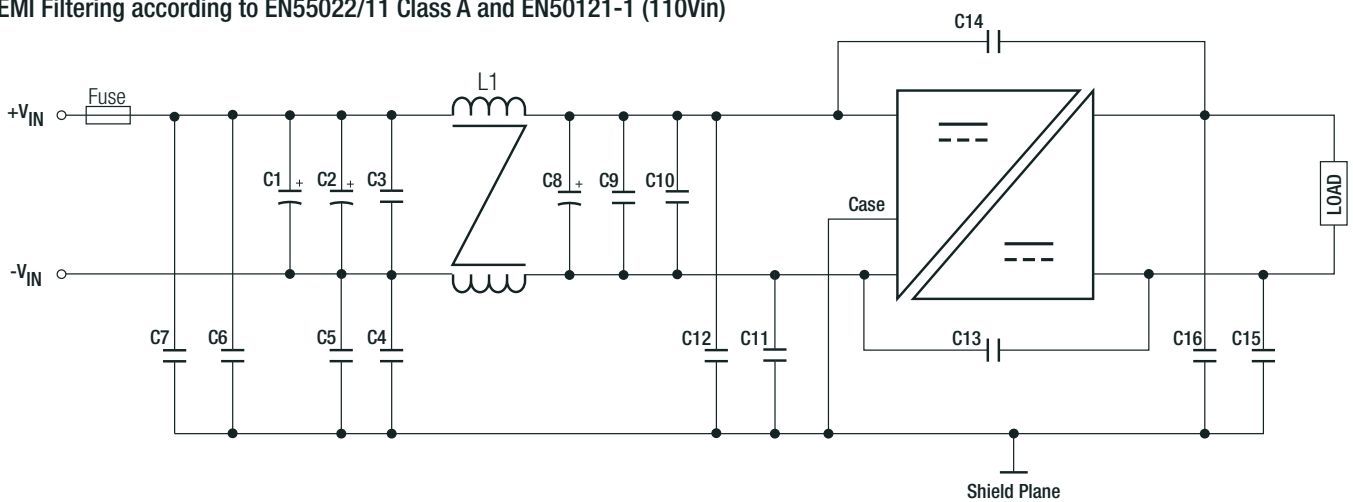 EMI Filtering according to EN55022/11 Class A and EN50121-1 (110Vin)
C14
L1
Fuse
+VIN
C1 + C2 + C3 C8 + C9 C10
LOAD
Case
-VIN
C7 C6 C5 C4 C12 C11 C13 C16 C15
Shield Plane